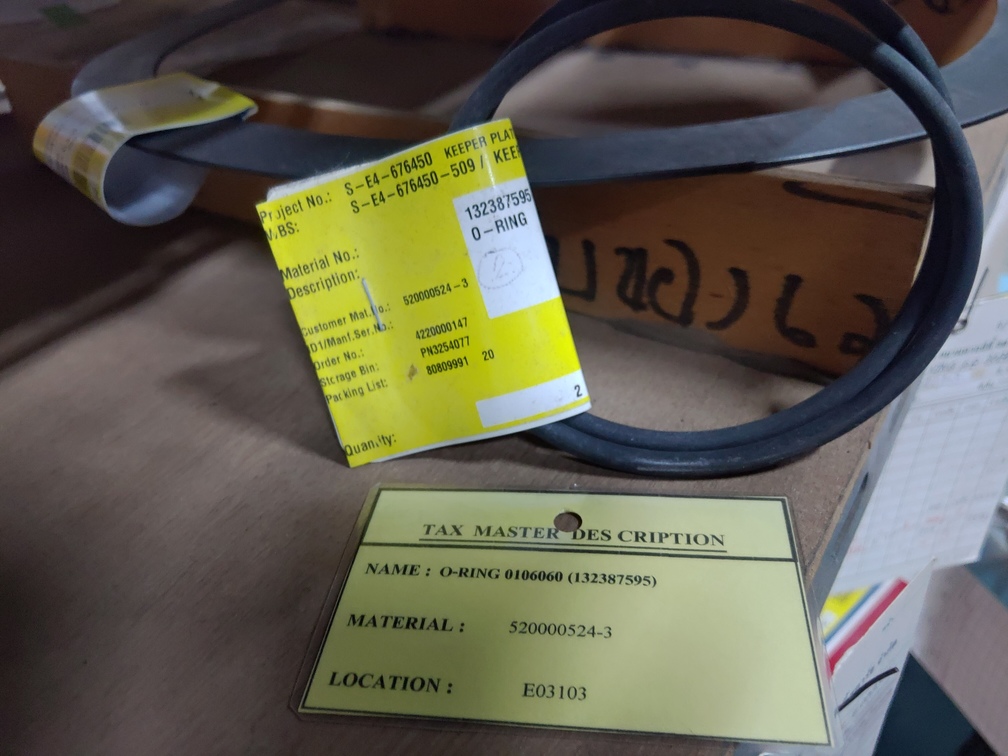 Project No.: S-E4-676450 KEEPER PLAT
WBS: S-E4-676450-509 / KEEP
Material No.: 132387595
Description: O-RING
Customer Mat.No.: 520000524-3
D1/Manf.Ser.No.:
Order No.: 4220000147
Storage Bin: PN3254077
Packing List: 80809991 20
Quantity: 2
TAX MASTER DES CRIPTION
NAME : O-RING 0106060 (132387595)
MATERIAL : 520000524-3
LOCATION : E03103